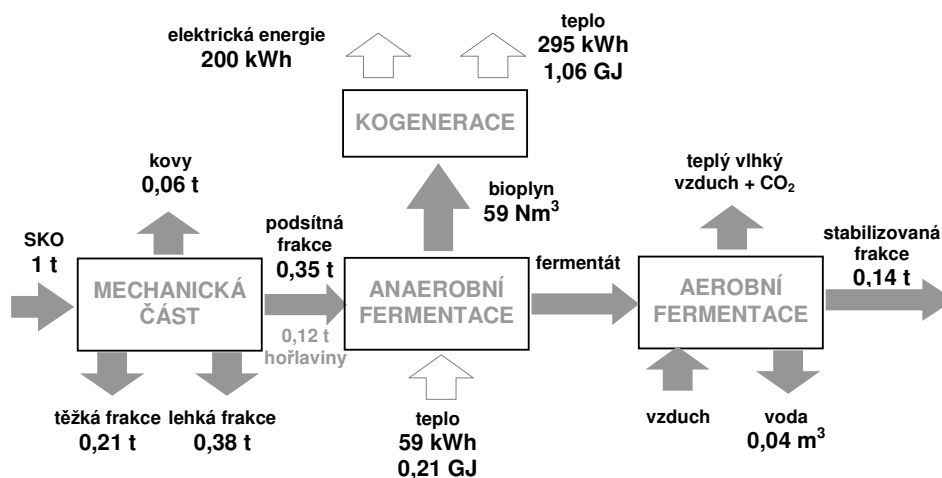 elektrická energie
200 kWh
teplo
295 kWh
1,06 GJ
KOGENERACE
kovy
0,06 t
bioplyn
59 Nm³
teplý vlhký
vzduch + CO₂
SKO
1 t
podsítná
frakce
0,35 t
fermentát
stabilizovaná
frakce
0,14 t
MECHANICKÁ
ČÁST
0,12 t
hořlaviny
ANAEROBNÍ
FERMENTACE
AEROBNÍ
FERMENTACE
těžká frakce
0,21 t
lehká frakce
0,38 t
teplo
59 kWh
0,21 GJ
vzduch
voda
0,04 m³